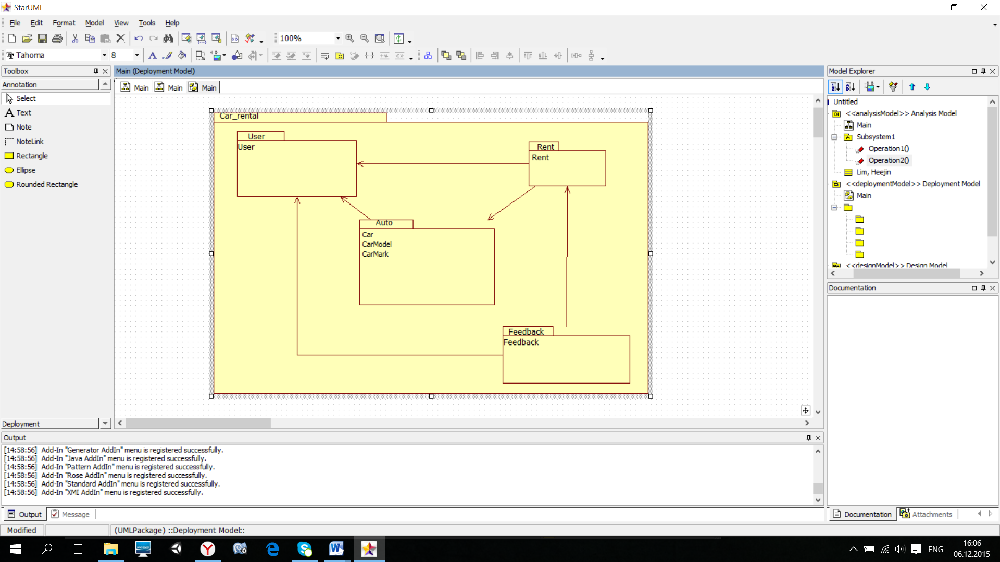 StarUML
File Edit Format Model View Tools Help
100%
Tahoma 8
Toolbox
Annotation
Select
Text
Note
NoteLink
Rectangle
Ellipse
Rounded Rectangle
Deployment
Main (Deployment Model)
Main Main Main
Car_rental
User
User
Rent
Rent
Auto
Car
CarModel
CarMark
Feedback
Feedback
Model Explorer
Untitled
<<analysisModel>> Analysis Model
Main
Subsystem1
Operation1()
Operation2()
Lim, Heejin
<<deploymentModel>> Deployment Model
Main
<<designModel>> Design Model
Documentation
Documentation Attachments
Output
[14:58:56] Add-In "Generator AddIn" menu is registered successfully.
[14:58:56] Add-In "Java AddIn" menu is registered successfully.
[14:58:56] Add-In "Pattern AddIn" menu is registered successfully.
[14:58:56] Add-In "Rose AddIn" menu is registered successfully.
[14:58:56] Add-In "Standard AddIn" menu is registered successfully.
[14:58:56] Add-In "XMI AddIn" menu is registered successfully.
Output Message
Modified (UMLPackage) ::Deployment Model::
ENG
16:06
06.12.2015